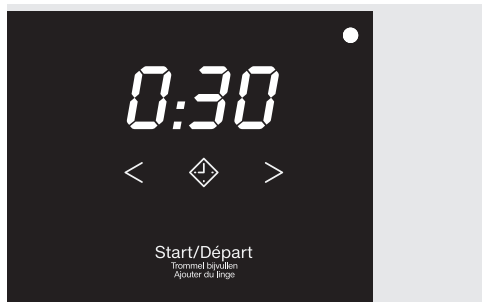 0:30
< >
Start/Départ
Trommel bijvullen
Ajouter du linge